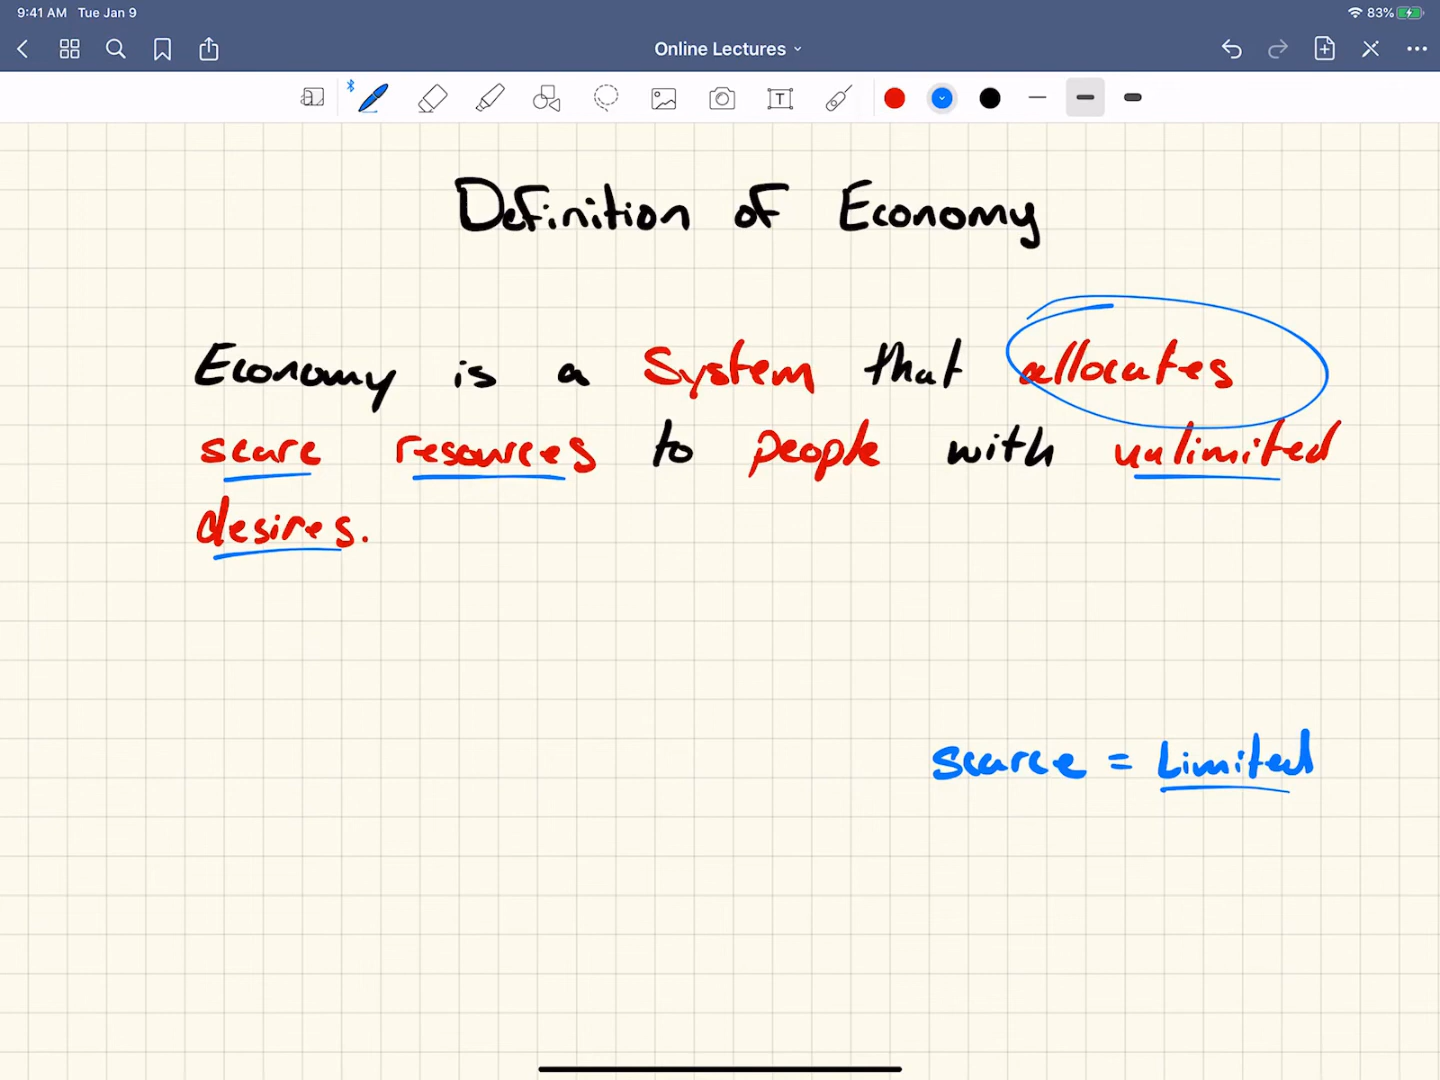 9:41 AM Tue Jan 9
83%
Online Lectures
Definition of Economy
Economy is a System that allocates
scare resources to people with unlimited
desires.
scarce = Limited